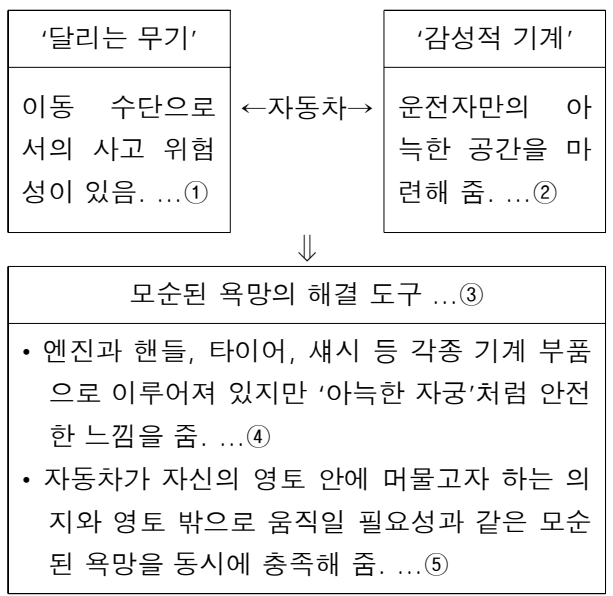 ‘달리는 무기’
‘감성적 기계’
이동 수단으로
서의 사고 위험
성이 있음. …①
←자동차→
운전자만의 아
늑한 공간을 마
련해 줌. …②
⇓
모순된 욕망의 해결 도구 …③
• 엔진과 핸들, 타이어, 섀시 등 각종 기계 부품
으로 이루어져 있지만 ‘아늑한 자궁’처럼 안전
한 느낌을 줌. …④
• 자동차가 자신의 영토 안에 머물고자 하는 의
지와 영토 밖으로 움직일 필요성과 같은 모순
된 욕망을 동시에 충족해 줌. …⑤